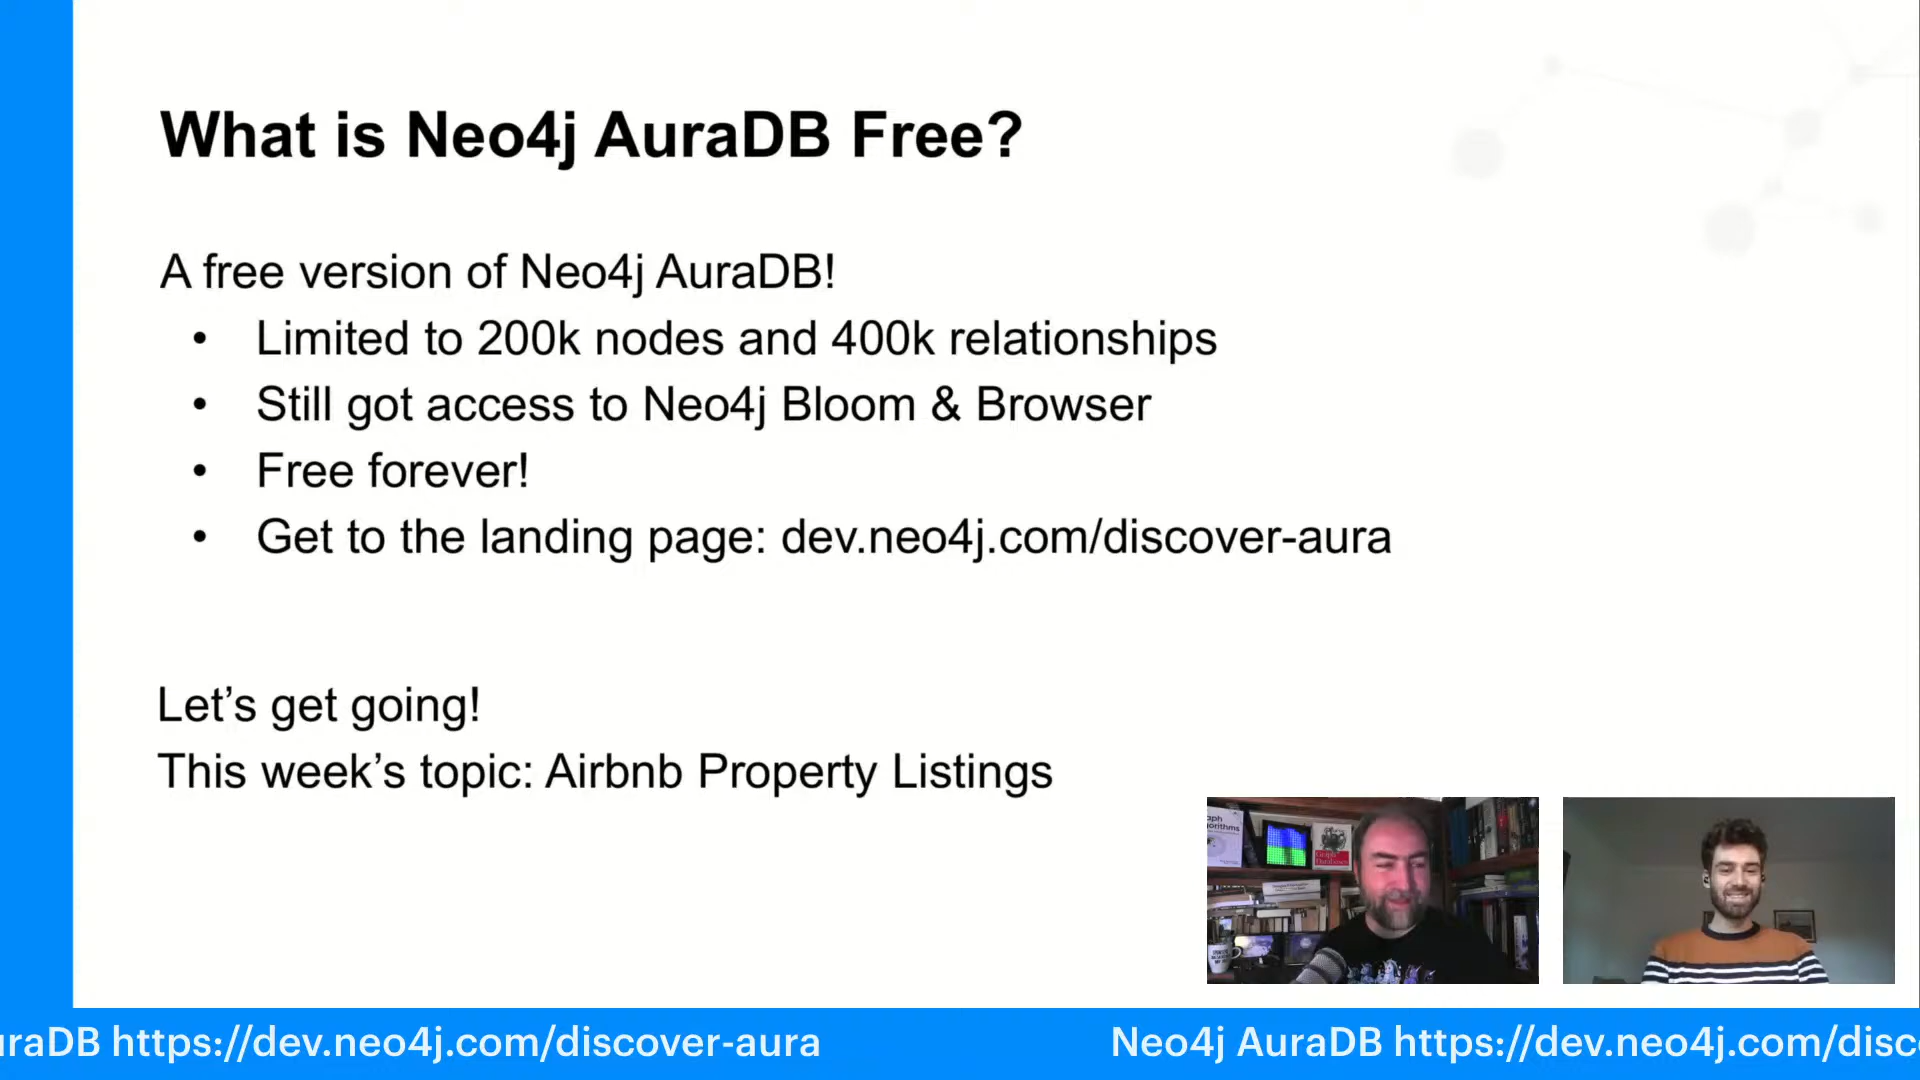 What is Neo4j AuraDB Free?
A free version of Neo4j AuraDB!
• Limited to 200k nodes and 400k relationships
• Still got access to Neo4j Bloom & Browser
• Free forever!
• Get to the landing page: dev.neo4j.com/discover-aura
Let’s get going!
This week’s topic: Airbnb Property Listings
Graph
Databases
uraDB https://dev.neo4j.com/discover-aura
Neo4j AuraDB https://dev.neo4j.com/disc